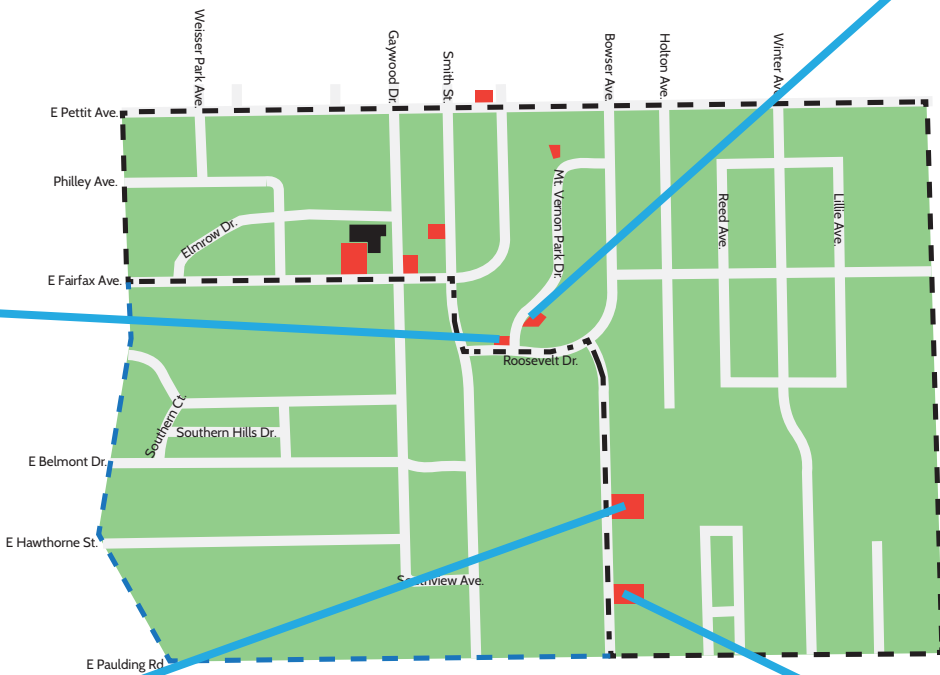 Weisser Park Ave.
Gaywood Dr.
Smith St.
Bowser Ave.
Holton Ave.
Winter Ave.
E Pettit Ave.
Philley Ave.
Elmrow Dr.
Mt. Vernon Park Dr.
Reed Ave.
Lillie Ave.
E Fairfax Ave.
Roosevelt Dr.
Southern Ct.
Southern Hills Dr.
E Belmont Dr.
E Hawthorne St.
Southview Ave.
E Paulding Rd